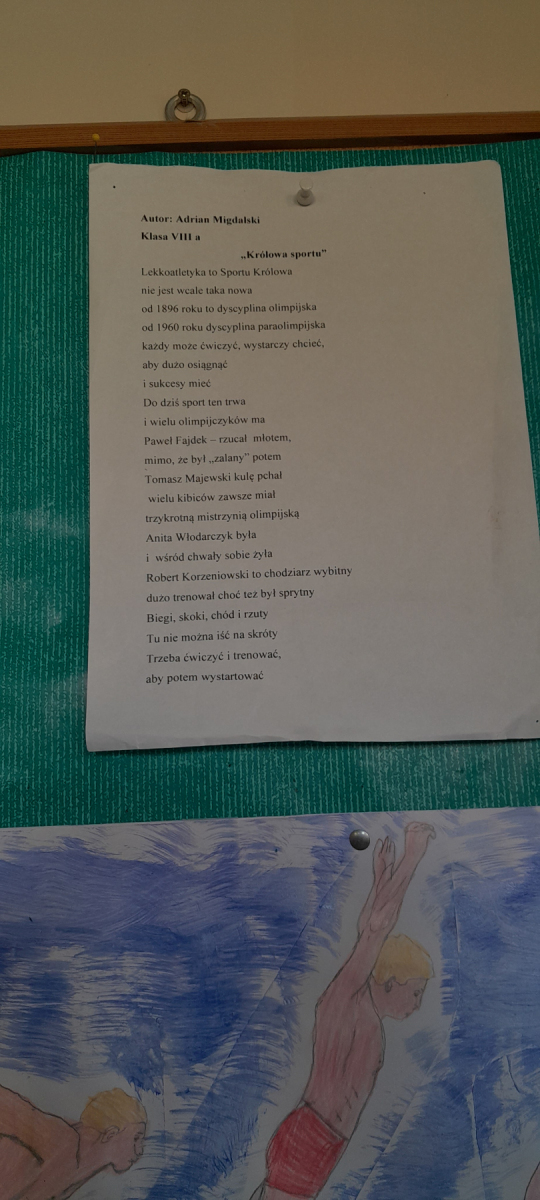 Autor: Adrian Migdalski
Klasa VIII a
„Królowa sportu”
Lekkoatletyka to Sportu Królowa
nie jest wcale taka nowa
od 1896 roku to dyscyplina olimpijska
od 1960 roku dyscyplina paraolimpijska
każdy może ćwiczyć, wystarczy chcieć,
aby dużo osiągnąć
i sukcesy mieć
Do dziś sport ten trwa
i wielu olimpijczyków ma
Paweł Fajdek – rzucał młotem,
mimo, że był „zalany” potem
Tomasz Majewski kulę pchał
wielu kibiców zawsze miał
trzykrotną mistrzynią olimpijską
Anita Włodarczyk była
i wśród chwały sobie żyła
Robert Korzeniowski to chodziarz wybitny
dużo trenował choć też był sprytny
Biegi, skoki, chód i rzuty
Tu nie można iść na skróty
Trzeba ćwiczyć i trenować,
aby potem wystartować